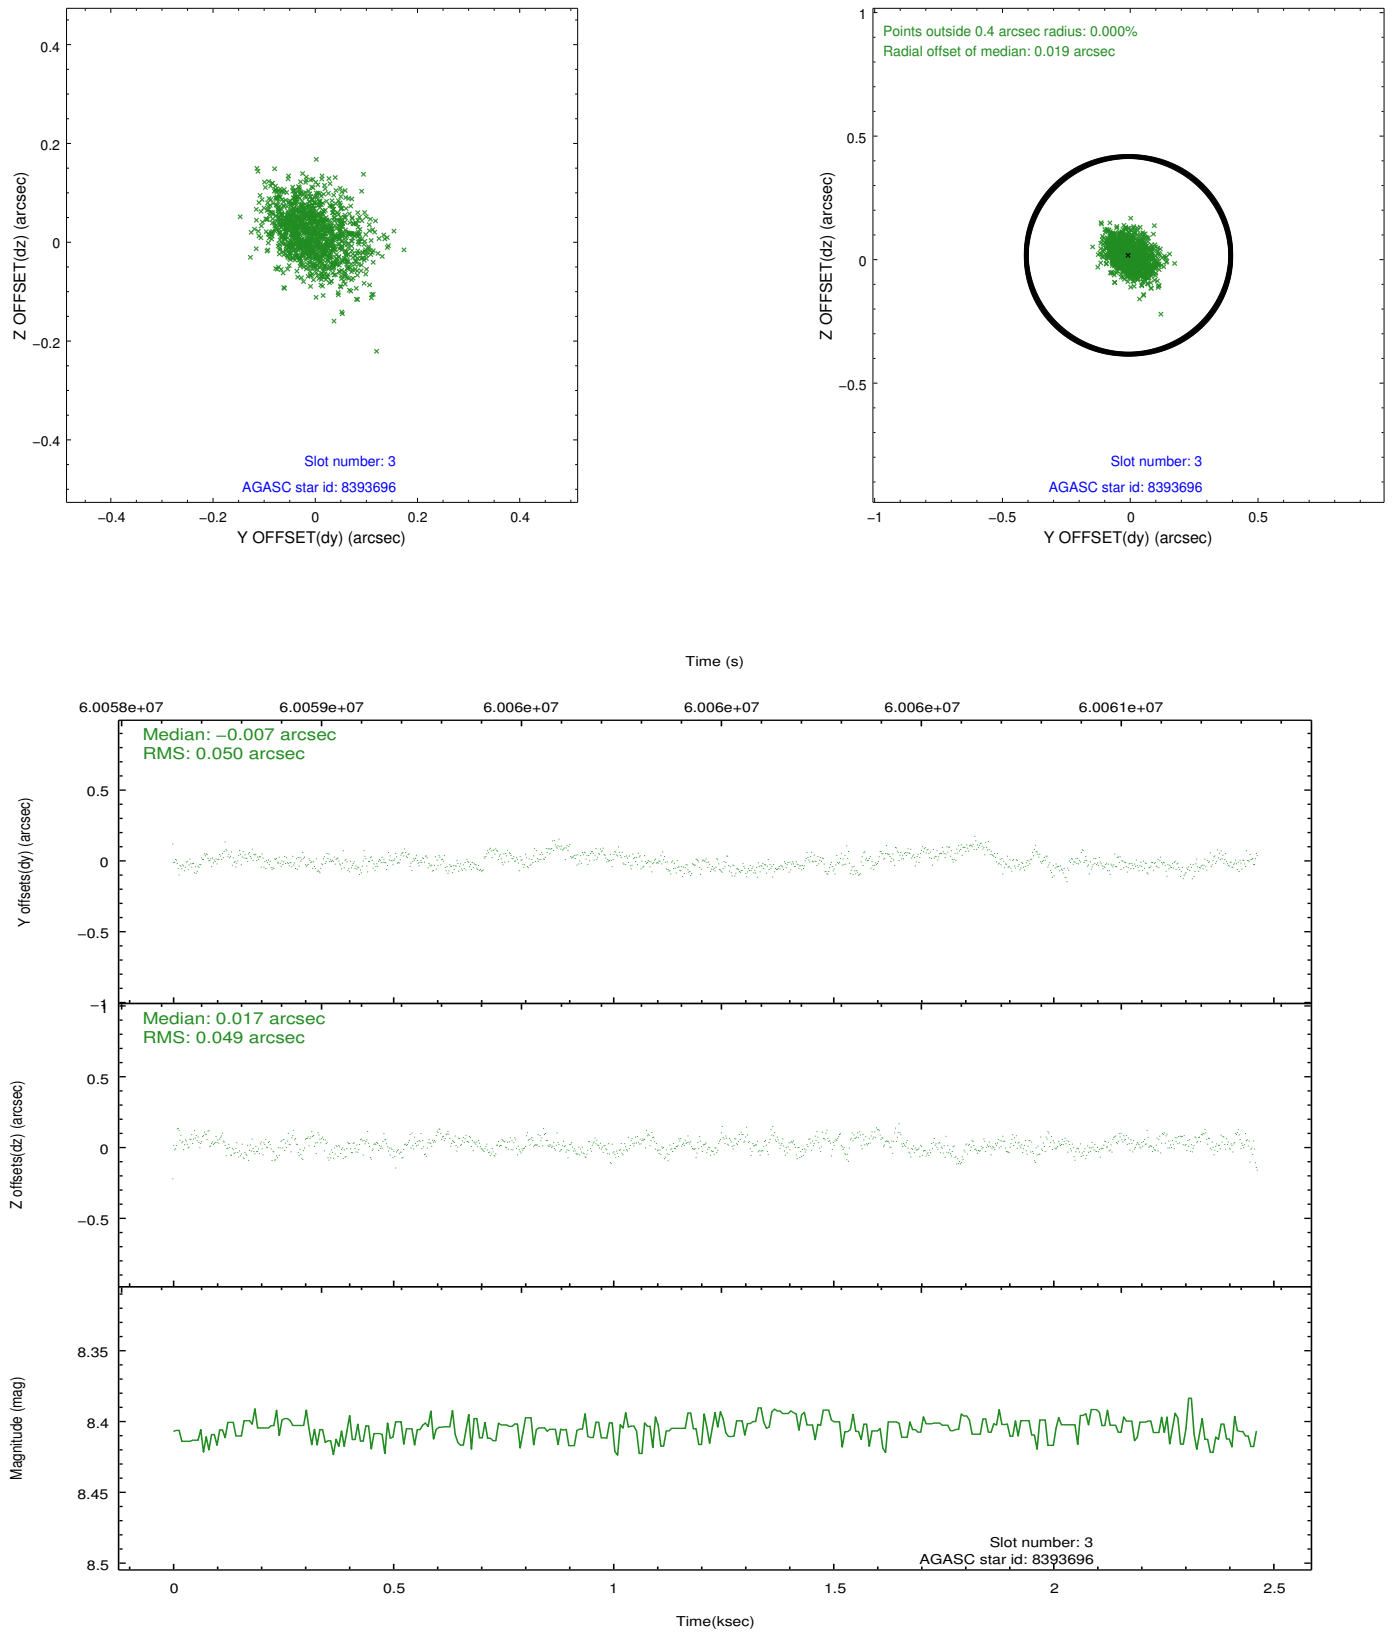 0.4
0.2
0
−0.2
−0.4
Z OFFSET(dz) (arcsec)
Slot number: 3
AGASC star id: 8393696
−0.4 −0.2 0 0.2 0.4
Y OFFSET(dy) (arcsec)
Points outside 0.4 arcsec radius: 0.000%
Radial offset of median: 0.019 arcsec
1
0.5
0
−0.5
Z OFFSET(dz) (arcsec)
Slot number: 3
AGASC star id: 8393696
−1 −0.5 0 0.5
Y OFFSET(dy) (arcsec)
Time (s)
6.0058e+07 6.0059e+07 6.006e+07 6.006e+07 6.006e+07 6.0061e+07
Median: −0.007 arcsec
RMS: 0.050 arcsec
0.5
0
−0.5
−1
Y offsets(dy) (arcsec)
Median: 0.017 arcsec
RMS: 0.049 arcsec
1
0.5
0
−0.5
Z offsets(dz) (arcsec)
8.35
8.4
8.45
8.5
Magnitude (mag)
Slot number: 3
AGASC star id: 8393696
0 0.5 1 1.5 2 2.5
Time(ksec)